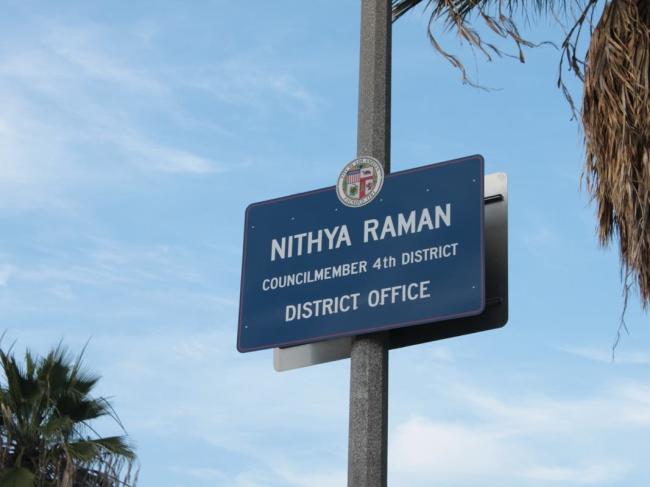 NITHYA RAMAN
COUNCILMEMBER 4th DISTRICT
DISTRICT OFFICE